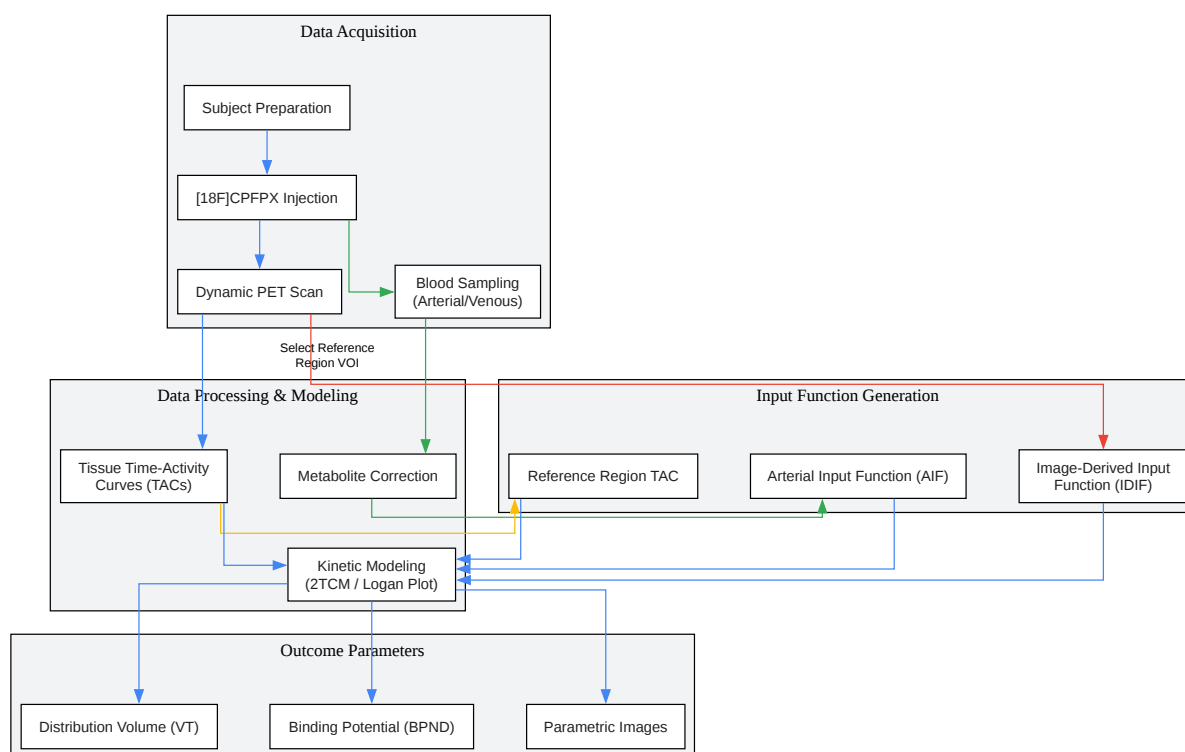 Data Acquisition
Subject Preparation
[18F]CPFPX Injection
Dynamic PET Scan
Blood Sampling
(Arterial/Venous)
Select Reference
Region VOI
Data Processing & Modeling
Input Function Generation
Tissue Time-Activity
Curves (TACs)
Metabolite Correction
Reference Region TAC
Arterial Input Function (AIF)
Image-Derived Input
Function (IDIF)
Kinetic Modeling
(2TCM / Logan Plot)
Outcome Parameters
Distribution Volume (VT)
Binding Potential (BPND)
Parametric Images